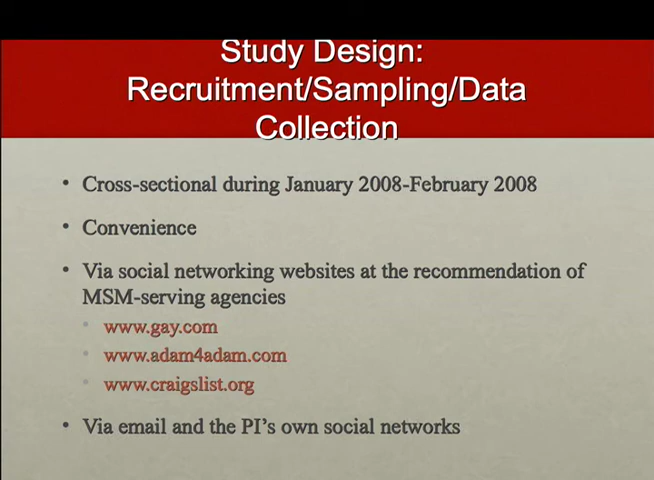 Study Design:
Recruitment/Sampling/Data
Collection
• Cross-sectional during January 2008-February 2008
• Convenience
• Via social networking websites at the recommendation of
MSM-serving agencies
• www.gay.com
• www.adam4adam.com
• www.craigslist.org
• Via email and the PI's own social networks